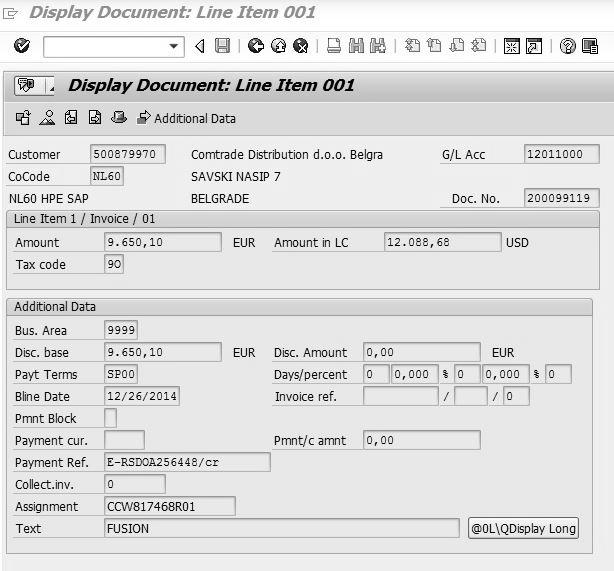 Display Document: Line Item 001
Display Document: Line Item 001
Additional Data
Customer 500879970 Comtrade Distribution d.o.o. Belgra G/L Acc 12011000
CoCode NL60 SAVSKI NASIP 7
NL60 HPE SAP BELGRADE Doc. No. 200099119
Line Item 1 / Invoice / 01
Amount 9.650,10 EUR Amount in LC 12.088,68 USD
Tax code 9O
Additional Data
Bus. Area 9999
Disc. base 9.650,10 EUR Disc. Amount 0,00 EUR
Payt Terms SP00 Days/percent 0 0,000 % 0 0,000 % 0
Bline Date 12/26/2014 Invoice ref. / / 0
Pmnt Block
Payment cur. Pmnt/c amnt 0,00
Payment Ref. E-RSDOA256448/cr
Collect.inv. 0
Assignment CCW817468R01
Text FUSION @0L\QDisplay Long